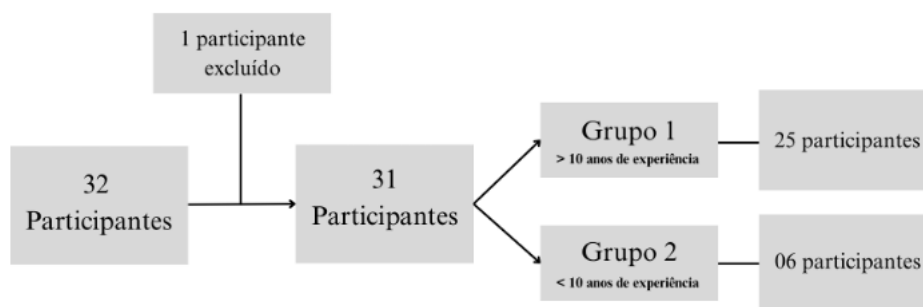 1 participante
excluído
32
Participantes
31
Participantes
Grupo 1
> 10 anos de experiência
25 participantes
Grupo 2
< 10 anos de experiência
06 participantes